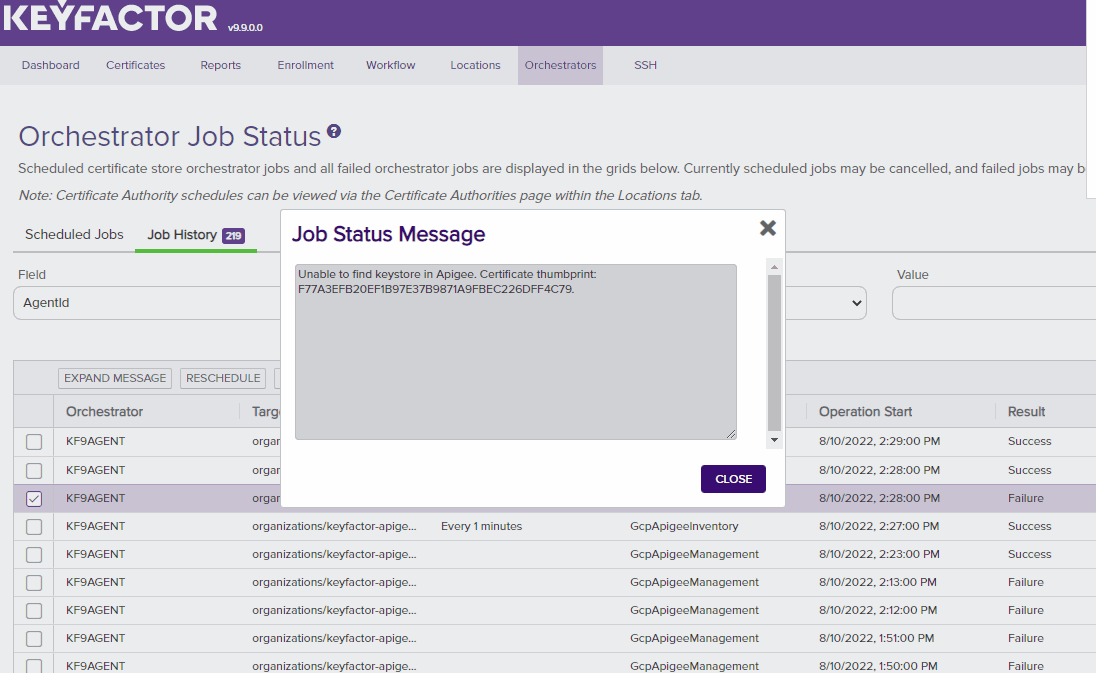 KEYFACTOR v9.9.0.0
Dashboard Certificates Reports Enrollment Workflow Locations Orchestrators SSH
Orchestrator Job Status ?
Scheduled certificate store orchestrator jobs and all failed orchestrator jobs are displayed in the grids below. Currently scheduled jobs may be cancelled, and failed jobs may b
Note: Certificate Authority schedules can be viewed via the Certificate Authorities page within the Locations tab.
Scheduled Jobs Job History 219
Job Status Message
Unable to find keystore in Apigee. Certificate thumbprint:
F77A3EFB20EF1B97E37B9871A9FBEC226DFF4C79.
CLOSE
Field Value
AgentId
EXPAND MESSAGE RESCHEDULE
Orchestrator Targ Operation Start Result
KF9AGENT organ 8/10/2022, 2:29:00 PM Success
KF9AGENT organ 8/10/2022, 2:28:00 PM Success
KF9AGENT organ 8/10/2022, 2:28:00 PM Failure
KF9AGENT organizations/keyfactor-apige... Every 1 minutes GcpApigeeInventory 8/10/2022, 2:27:00 PM Success
KF9AGENT organizations/keyfactor-apige... GcpApigeeManagement 8/10/2022, 2:23:00 PM Success
KF9AGENT organizations/keyfactor-apige... GcpApigeeManagement 8/10/2022, 2:13:00 PM Failure
KF9AGENT organizations/keyfactor-apige... GcpApigeeManagement 8/10/2022, 2:12:00 PM Failure
KF9AGENT organizations/keyfactor-apige... GcpApigeeManagement 8/10/2022, 1:51:00 PM Failure
KF9AGENT organizations/keyfactor-apige... GcpApigeeManagement 8/10/2022, 1:50:00 PM Failure